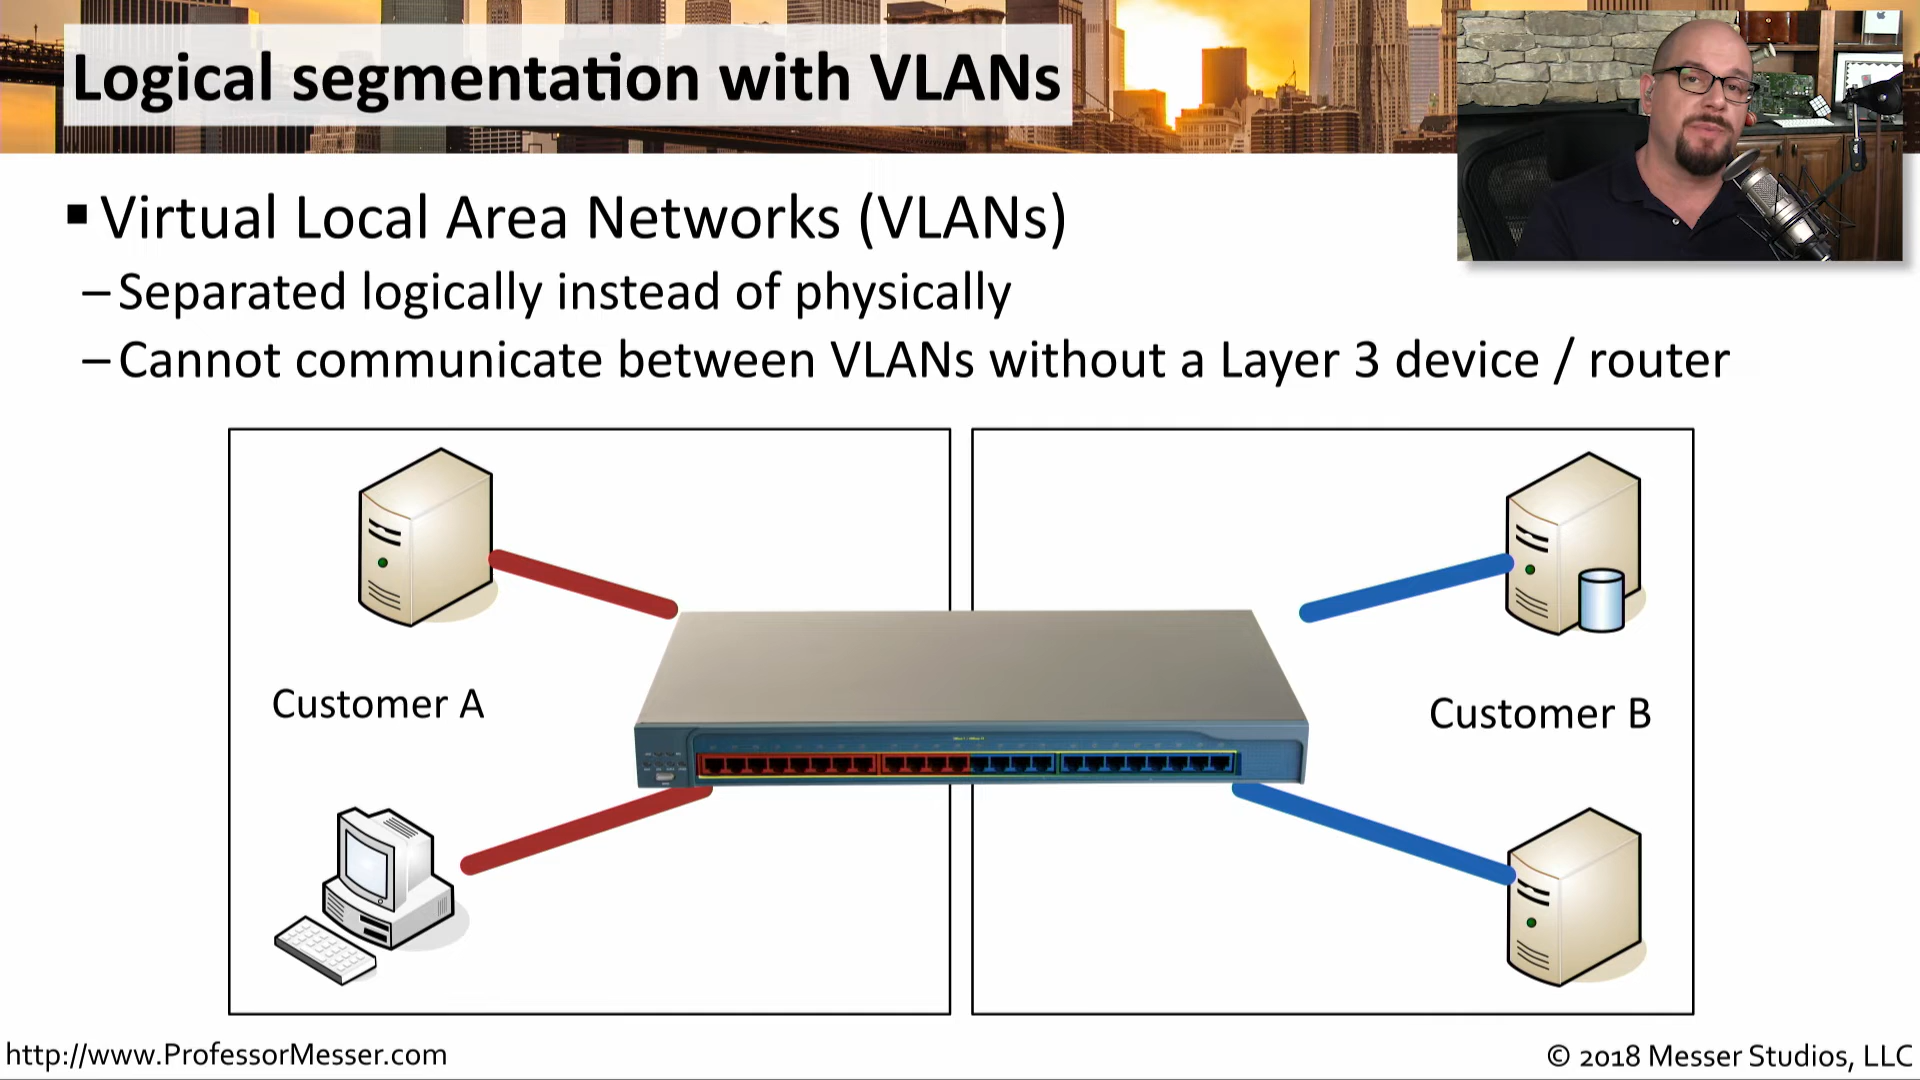 Logical segmentation with VLANs
▪ Virtual Local Area Networks (VLANs)
– Separated logically instead of physically
– Cannot communicate between VLANs without a Layer 3 device / router
Customer A
Customer B
http://www.ProfessorMesser.com
© 2018 Messer Studios, LLC